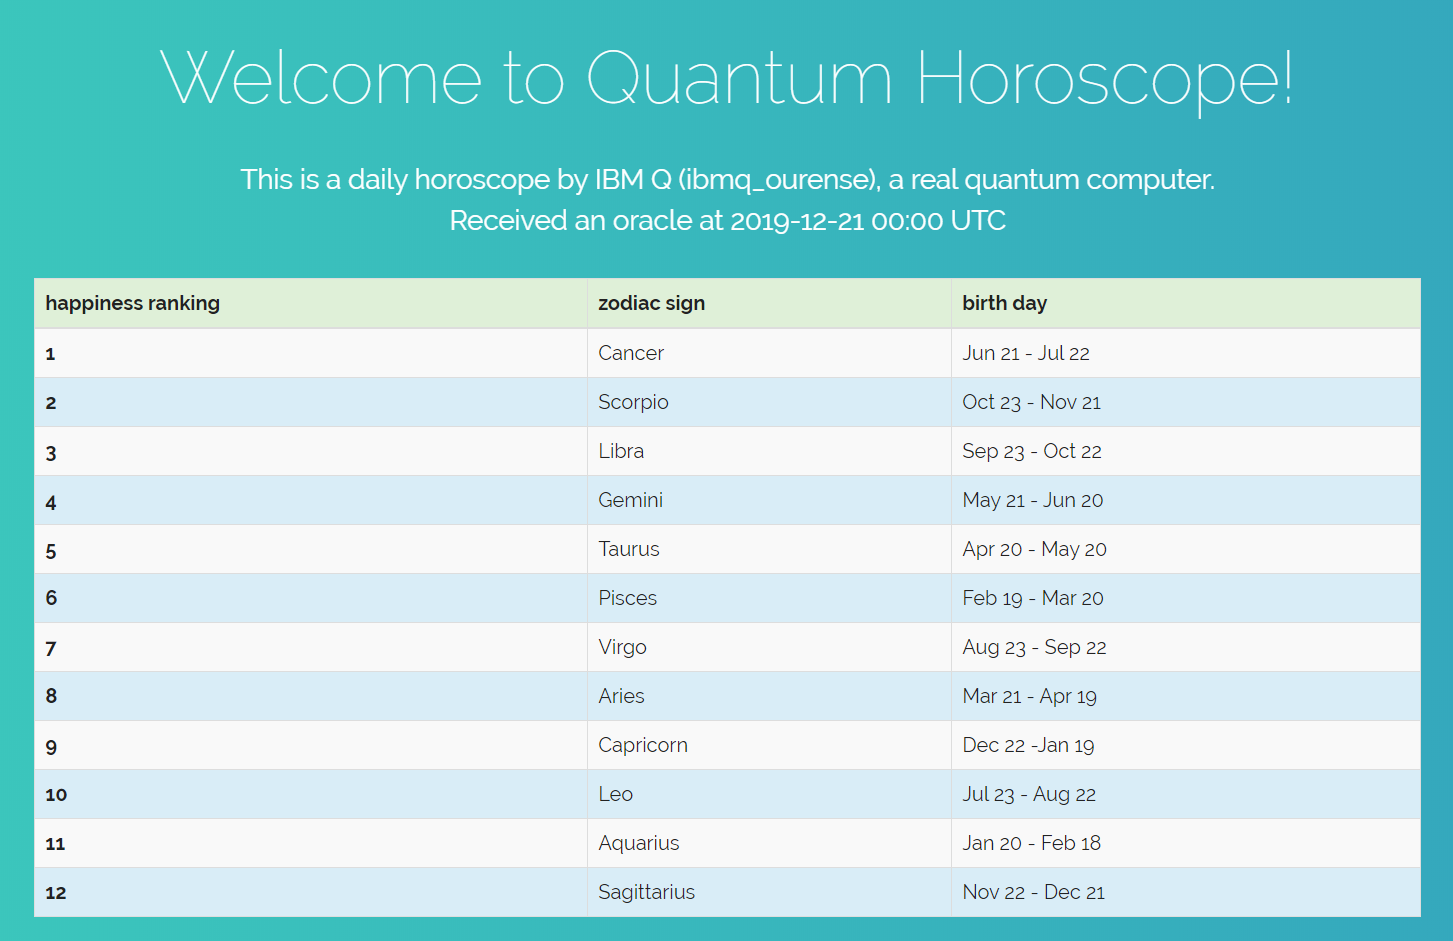 Welcome to Quantum Horoscope!
This is a daily horoscope by IBM Q (ibmq_ourense), a real quantum computer.
Received an oracle at 2019-12-21 00:00 UTC
happiness ranking zodiac sign birth day
1 Cancer Jun 21 - Jul 22
2 Scorpio Oct 23 - Nov 21
3 Libra Sep 23 - Oct 22
4 Gemini May 21 - Jun 20
5 Taurus Apr 20 - May 20
6 Pisces Feb 19 - Mar 20
7 Virgo Aug 23 - Sep 22
8 Aries Mar 21 - Apr 19
9 Capricorn Dec 22 -Jan 19
10 Leo Jul 23 - Aug 22
11 Aquarius Jan 20 - Feb 18
12 Sagittarius Nov 22 - Dec 21